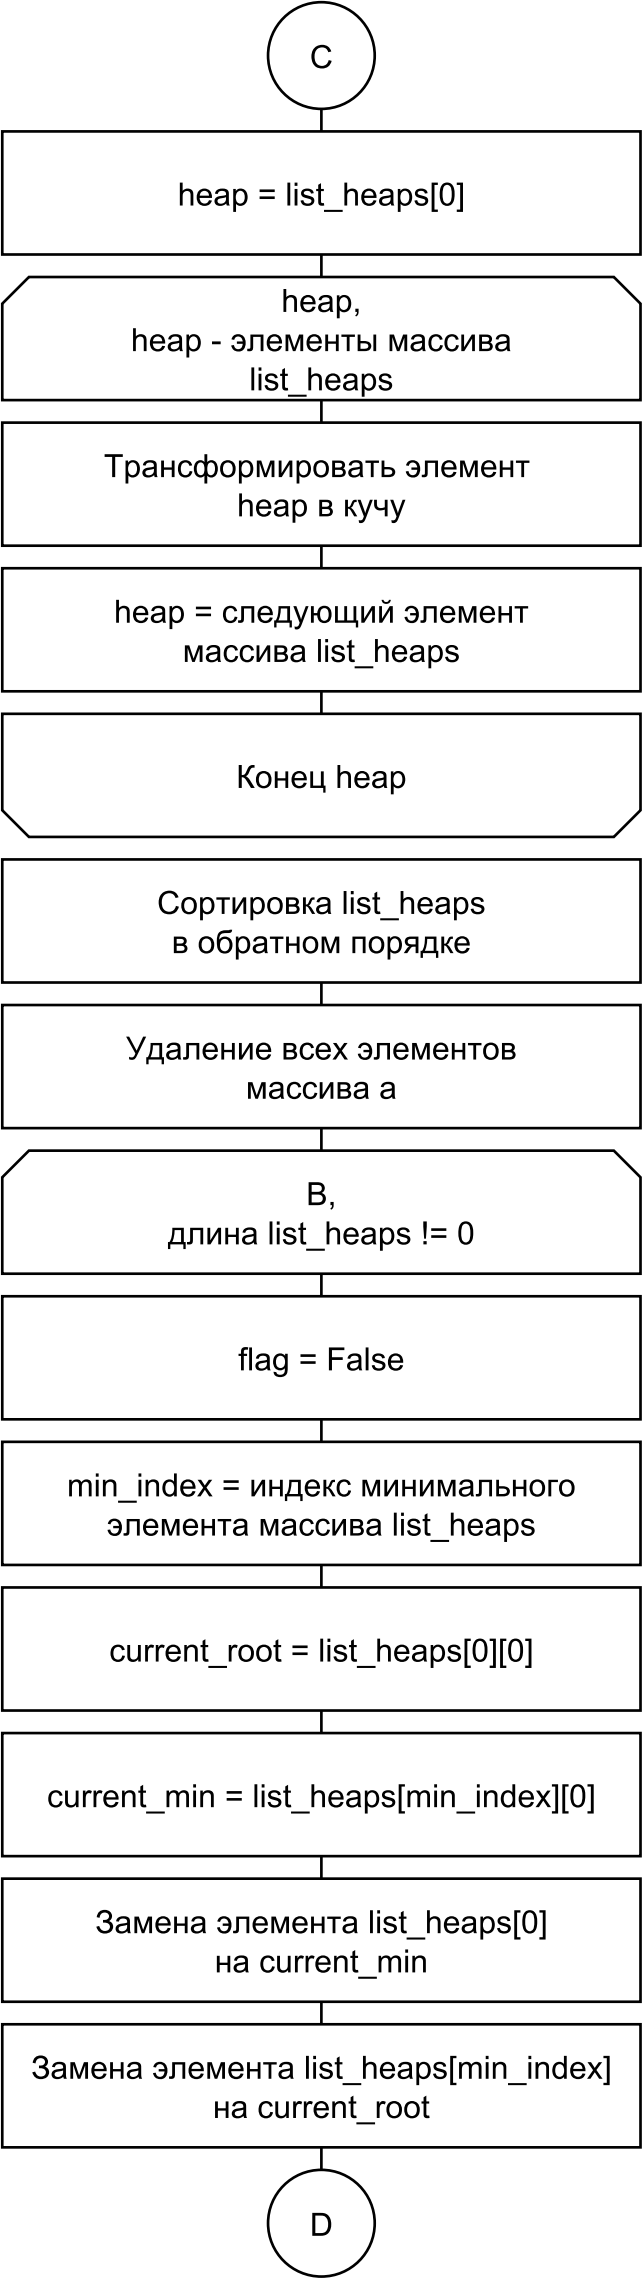 C
heap = list_heaps[0]
heap,
heap - элементы массива
list_heaps
Трансформировать элемент
heap в кучу
heap = следующий элемент
массива list_heaps
Конец heap
Сортировка list_heaps
в обратном порядке
Удаление всех элементов
массива а
B,
длина list_heaps != 0
flag = False
min_index = индекс минимального
элемента массива list_heaps
current_root = list_heaps[0][0]
current_min = list_heaps[min_index][0]
Замена элемента list_heaps[0]
на current_min
Замена элемента list_heaps[min_index]
на current_root
D